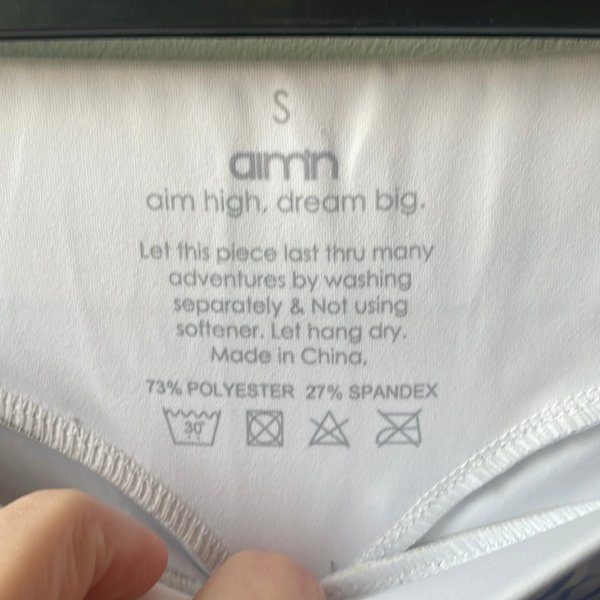 S
aim'n
aim high, dream big.
Let this piece last thru many
adventures by washing
separately & Not using
softener. Let hang dry.
Made in China.
73% POLYESTER 27% SPANDEX
30°